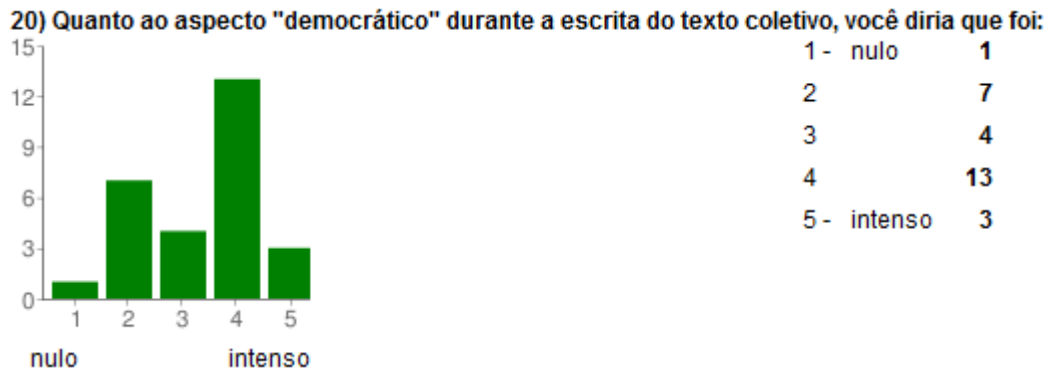 20) Quanto ao aspecto "democrático" durante a escrita do texto coletivo, você diria que foi:
15
12
9
6
3
0
1 2 3 4 5
nulo intenso
1 - nulo 1
2 7
3 4
4 13
5 - intenso 3